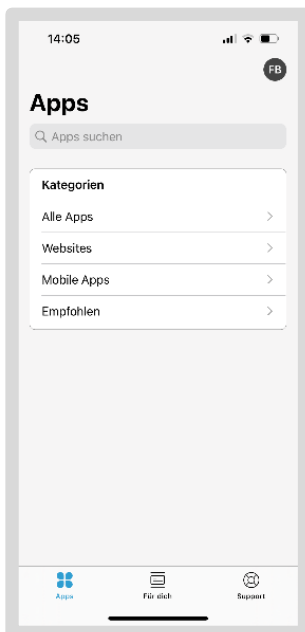 14:05
FB
Apps
Apps suchen
Kategorien
Alle Apps
Websites
Mobile Apps
Empfohlen
Apps Für dich Support